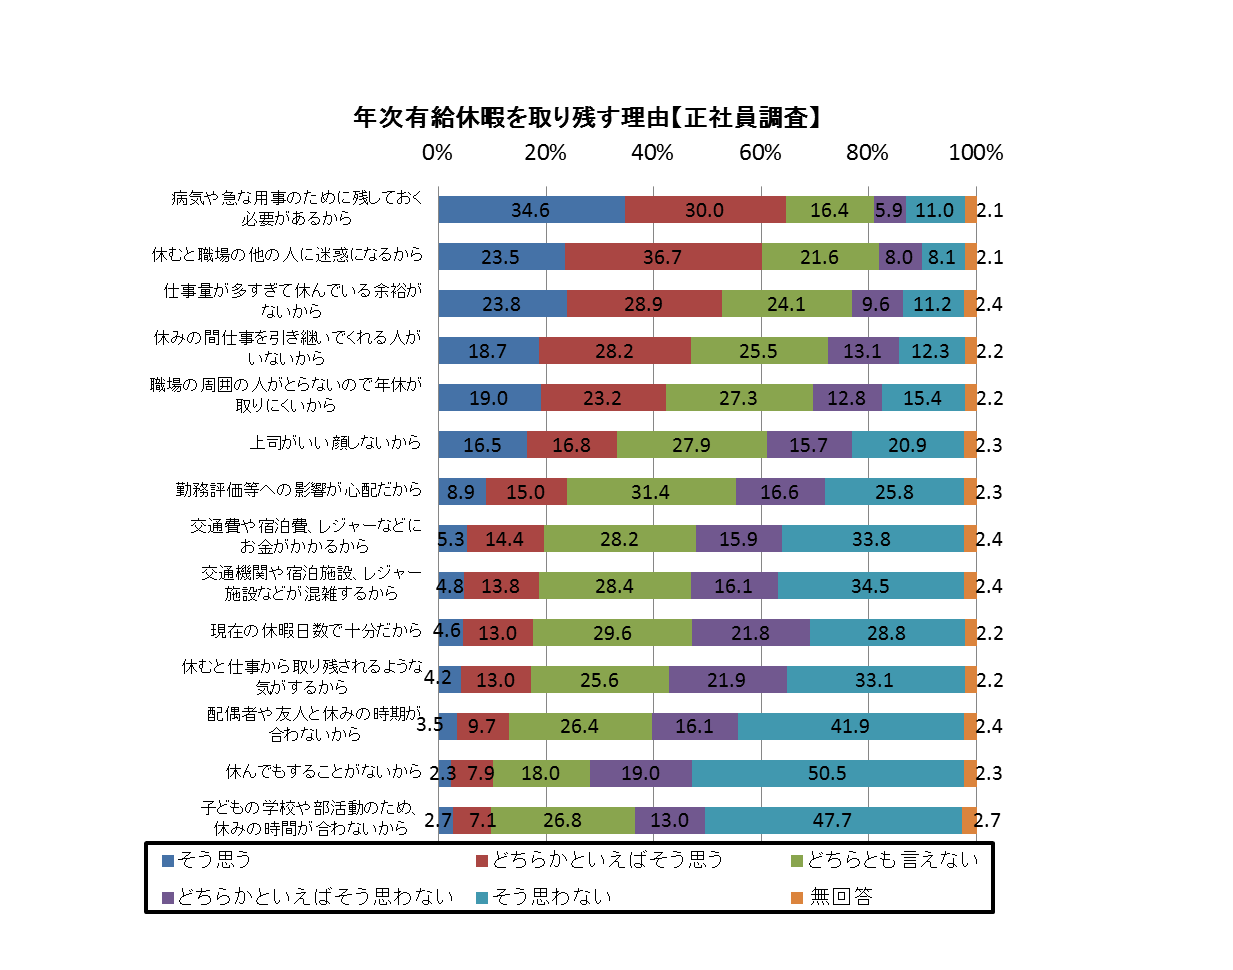 年次有給休暇を取り残す理由【正社員調査】
0% 20% 40% 60% 80% 100%
病気や急な用事のために残しておく
必要があるから
34.6 30.0 16.4 5.9 11.0 2.1
休むと職場の他の人に迷惑になるから
23.5 36.7 21.6 8.0 8.1 2.1
仕事量が多すぎて休んでいる余裕が
ないから
23.8 28.9 24.1 9.6 11.2 2.4
休みの間仕事を引き継いでくれる人が
いないから
18.7 28.2 25.5 13.1 12.3 2.2
職場の周囲の人がとらないので年休が
取りにくいから
19.0 23.2 27.3 12.8 15.4 2.2
上司がいい顔しないから
16.5 16.8 27.9 15.7 20.9 2.3
勤務評価等への影響が心配だから
8.9 15.0 31.4 16.6 25.8 2.3
交通費や宿泊費、レジャーなどに
お金がかかるから
5.3 14.4 28.2 15.9 33.8 2.4
交通機関や宿泊施設、レジャー
施設などが混雑するから
4.8 13.8 28.4 16.1 34.5 2.4
現在の休暇日数で十分だから
4.6 13.0 29.6 21.8 28.8 2.2
休むと仕事から取り残されるような
気がするから
4.2 13.0 25.6 21.9 33.1 2.2
配偶者や友人と休みの時期が
合わないから
3.5 9.7 26.4 16.1 41.9 2.4
休んでもすることがないから
2.3 7.9 18.0 19.0 50.5 2.3
子どもの学校や部活動のため、
休みの時間が合わないから
2.7 7.1 26.8 13.0 47.7 2.7
そう思う どちらかといえばそう思う どちらとも言えない
どちらかといえばそう思わない そう思わない 無回答